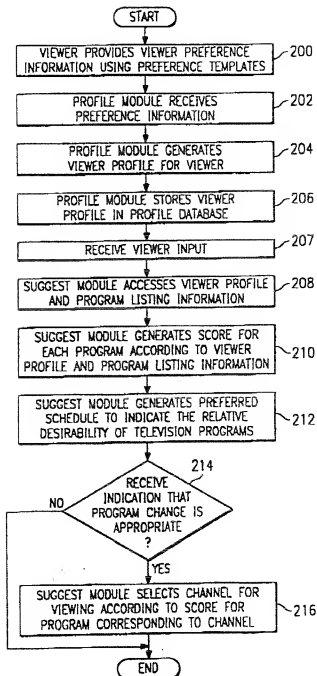 START
VIEWER PROVIDES VIEWER PREFERENCE
INFORMATION USING PREFERENCE TEMPLATES
200
PROFILE MODULE RECEIVES
PREFERENCE INFORMATION
202
PROFILE MODULE GENERATES
VIEWER PROFILE FOR VIEWER
204
PROFILE MODULE STORES VIEWER
PROFILE IN PROFILE DATABASE
206
RECEIVE VIEWER INPUT
207
SUGGEST MODULE ACCESSES VIEWER PROFILE
AND PROGRAM LISTING INFORMATION
208
SUGGEST MODULE GENERATES SCORE FOR
EACH PROGRAM ACCORDING TO VIEWER
PROFILE AND PROGRAM LISTING INFORMATION
210
SUGGEST MODULE GENERATES PREFERRED
SCHEDULE TO INDICATE THE RELATIVE
DESIRABILITY OF TELEVISION PROGRAMS
212
214
NO
RECEIVE
INDICATION THAT
PROGRAM CHANGE IS
APPROPRIATE
?
YES
SUGGEST MODULE SELECTS CHANNEL FOR
VIEWING ACCORDING TO SCORE FOR
PROGRAM CORRESPONDING TO CHANNEL
216
END